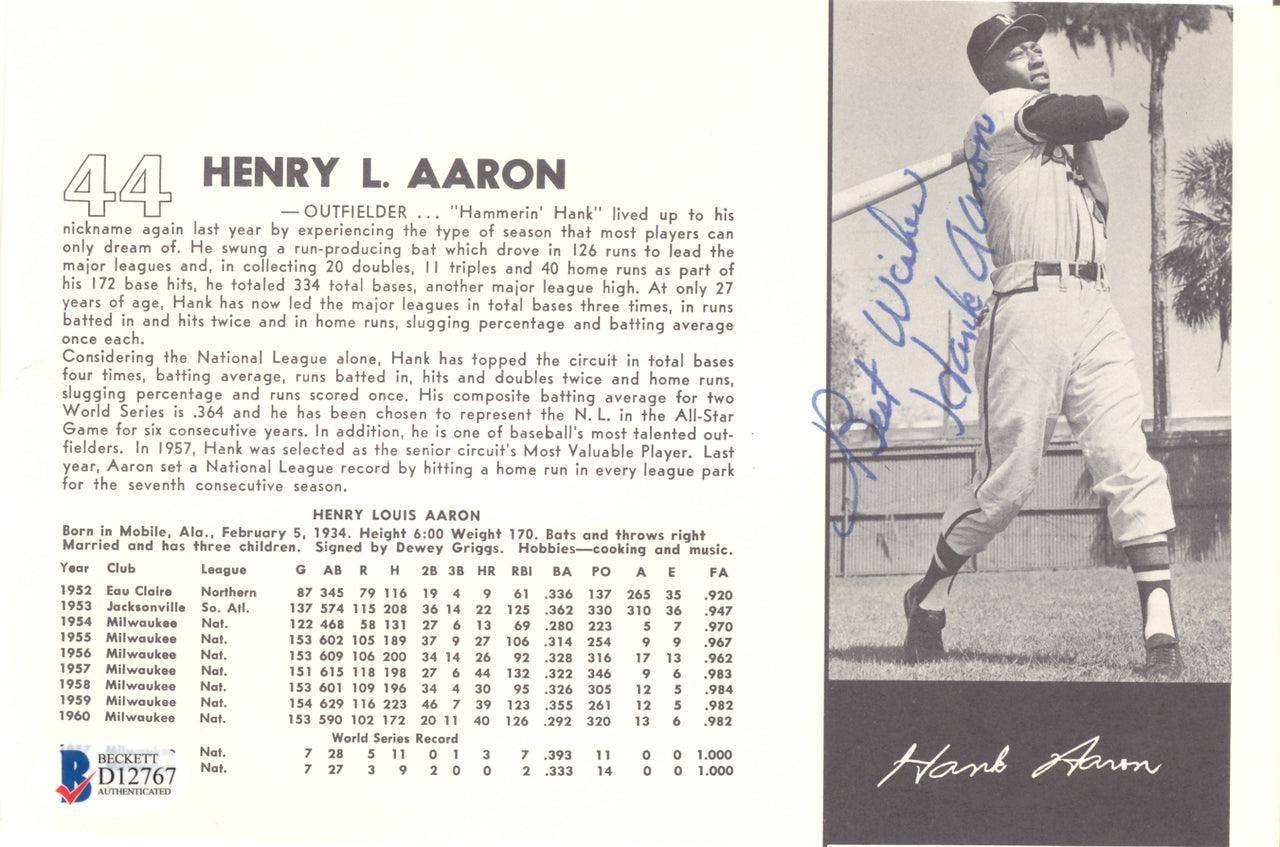 44 HENRY L. AARON
— OUTFIELDER ... "Hammerin' Hank" lived up to his
nickname again last year by experiencing the type of season that most players can
only dream of. He swung a run-producing bat which drove in 126 runs to lead the
major leagues and, in collecting 20 doubles, 11 triples and 40 home runs as part of
his 172 base hits, he totaled 334 total bases, another major league high. At only 27
years of age, Hank has now led the major leagues in total bases three times, in runs
batted in and hits twice and in home runs, slugging percentage and batting average
once each.
Considering the National League alone, Hank has topped the circuit in total bases
four times, batting average, runs batted in, hits and doubles twice and home runs,
slugging percentage and runs scored once. His composite batting average for two
World Series is .364 and he has been chosen to represent the N. L. in the All-Star
Game for six consecutive years. In addition, he is one of baseball's most talented out-
fielders. In 1957, Hank was selected as the senior circuit's Most Valuable Player. Last
year, Aaron set a National League record by hitting a home run in every league park
for the seventh consecutive season.
HENRY LOUIS AARON
Born in Mobile, Ala., February 5, 1934. Height 6:00 Weight 170. Bats and throws right
Married and has three children. Signed by Dewey Griggs. Hobbies—cooking and music.
Year Club League G AB R H 2B 3B HR RBI BA PO A E FA
1952 Eau Claire Northern 87 345 79 116 19 4 9 61 .336 137 265 35 .920
1953 Jacksonville So. Atl. 137 574 115 208 36 14 22 125 .362 330 310 36 .947
1954 Milwaukee Nat. 122 468 58 131 27 6 13 69 .280 223 5 7 .970
1955 Milwaukee Nat. 153 602 105 189 37 9 27 106 .314 254 9 9 .967
1956 Milwaukee Nat. 153 609 106 200 34 14 26 92 .328 316 17 13 .962
1957 Milwaukee Nat. 151 615 118 198 27 6 44 132 .322 346 9 6 .983
1958 Milwaukee Nat. 153 601 109 196 34 4 30 95 .326 305 12 5 .984
1959 Milwaukee Nat. 154 629 116 223 46 7 39 123 .355 261 12 5 .982
1960 Milwaukee Nat. 153 590 102 172 20 11 40 126 .292 320 13 6 .982
World Series Record
Nat. 7 28 5 11 0 1 3 7 .393 11 0 0 1.000
Nat. 7 27 3 9 2 0 0 2 .333 14 0 0 1.000
B BECKETT
D12767
AUTHENTICATED
M
Best Wishes
Hank Aaron
Hank Aaron